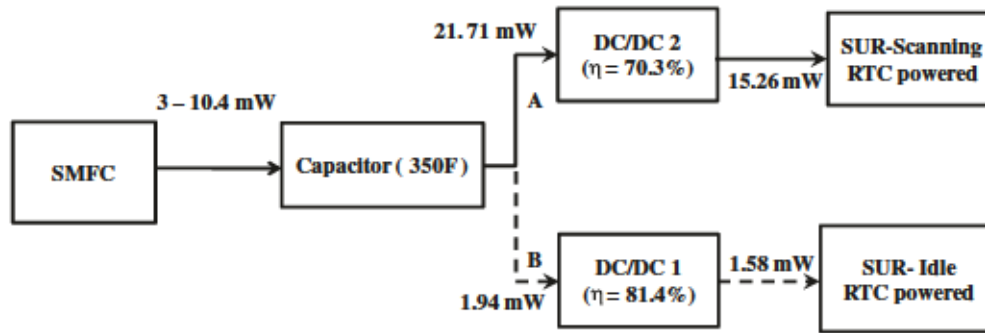 21. 71 mW
DC/DC 2
(η = 70.3%)
SUR-Scanning
RTC powered
15.26 mW
3 – 10.4 mW
A
SMFC
Capacitor ( 350F)
B
1.94 mW
DC/DC 1
(η = 81.4%)
1.58 mW
SUR- Idle
RTC powered